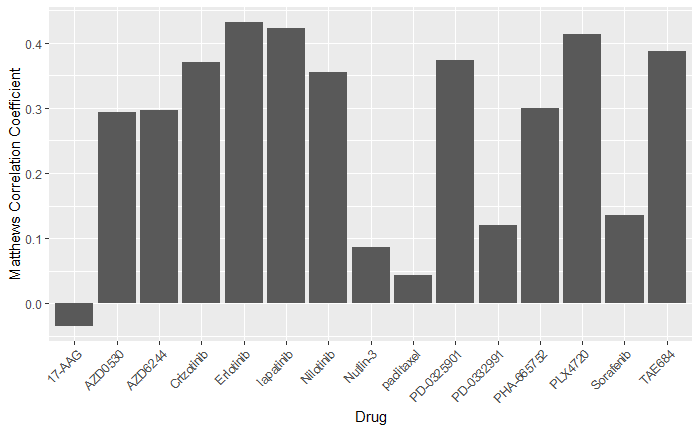 Matthews Correlation Coefficient
0.4
0.3
0.2
0.1
0.0
17-AAG
AZD0530
AZD6244
Crizotinib
Erlotinib
lapatinib
Nilotinib
Nutlin-3
paclitaxel
PD-0325901
PD-0332991
PHA-665752
PLX4720
Sorafenib
TAE684
Drug